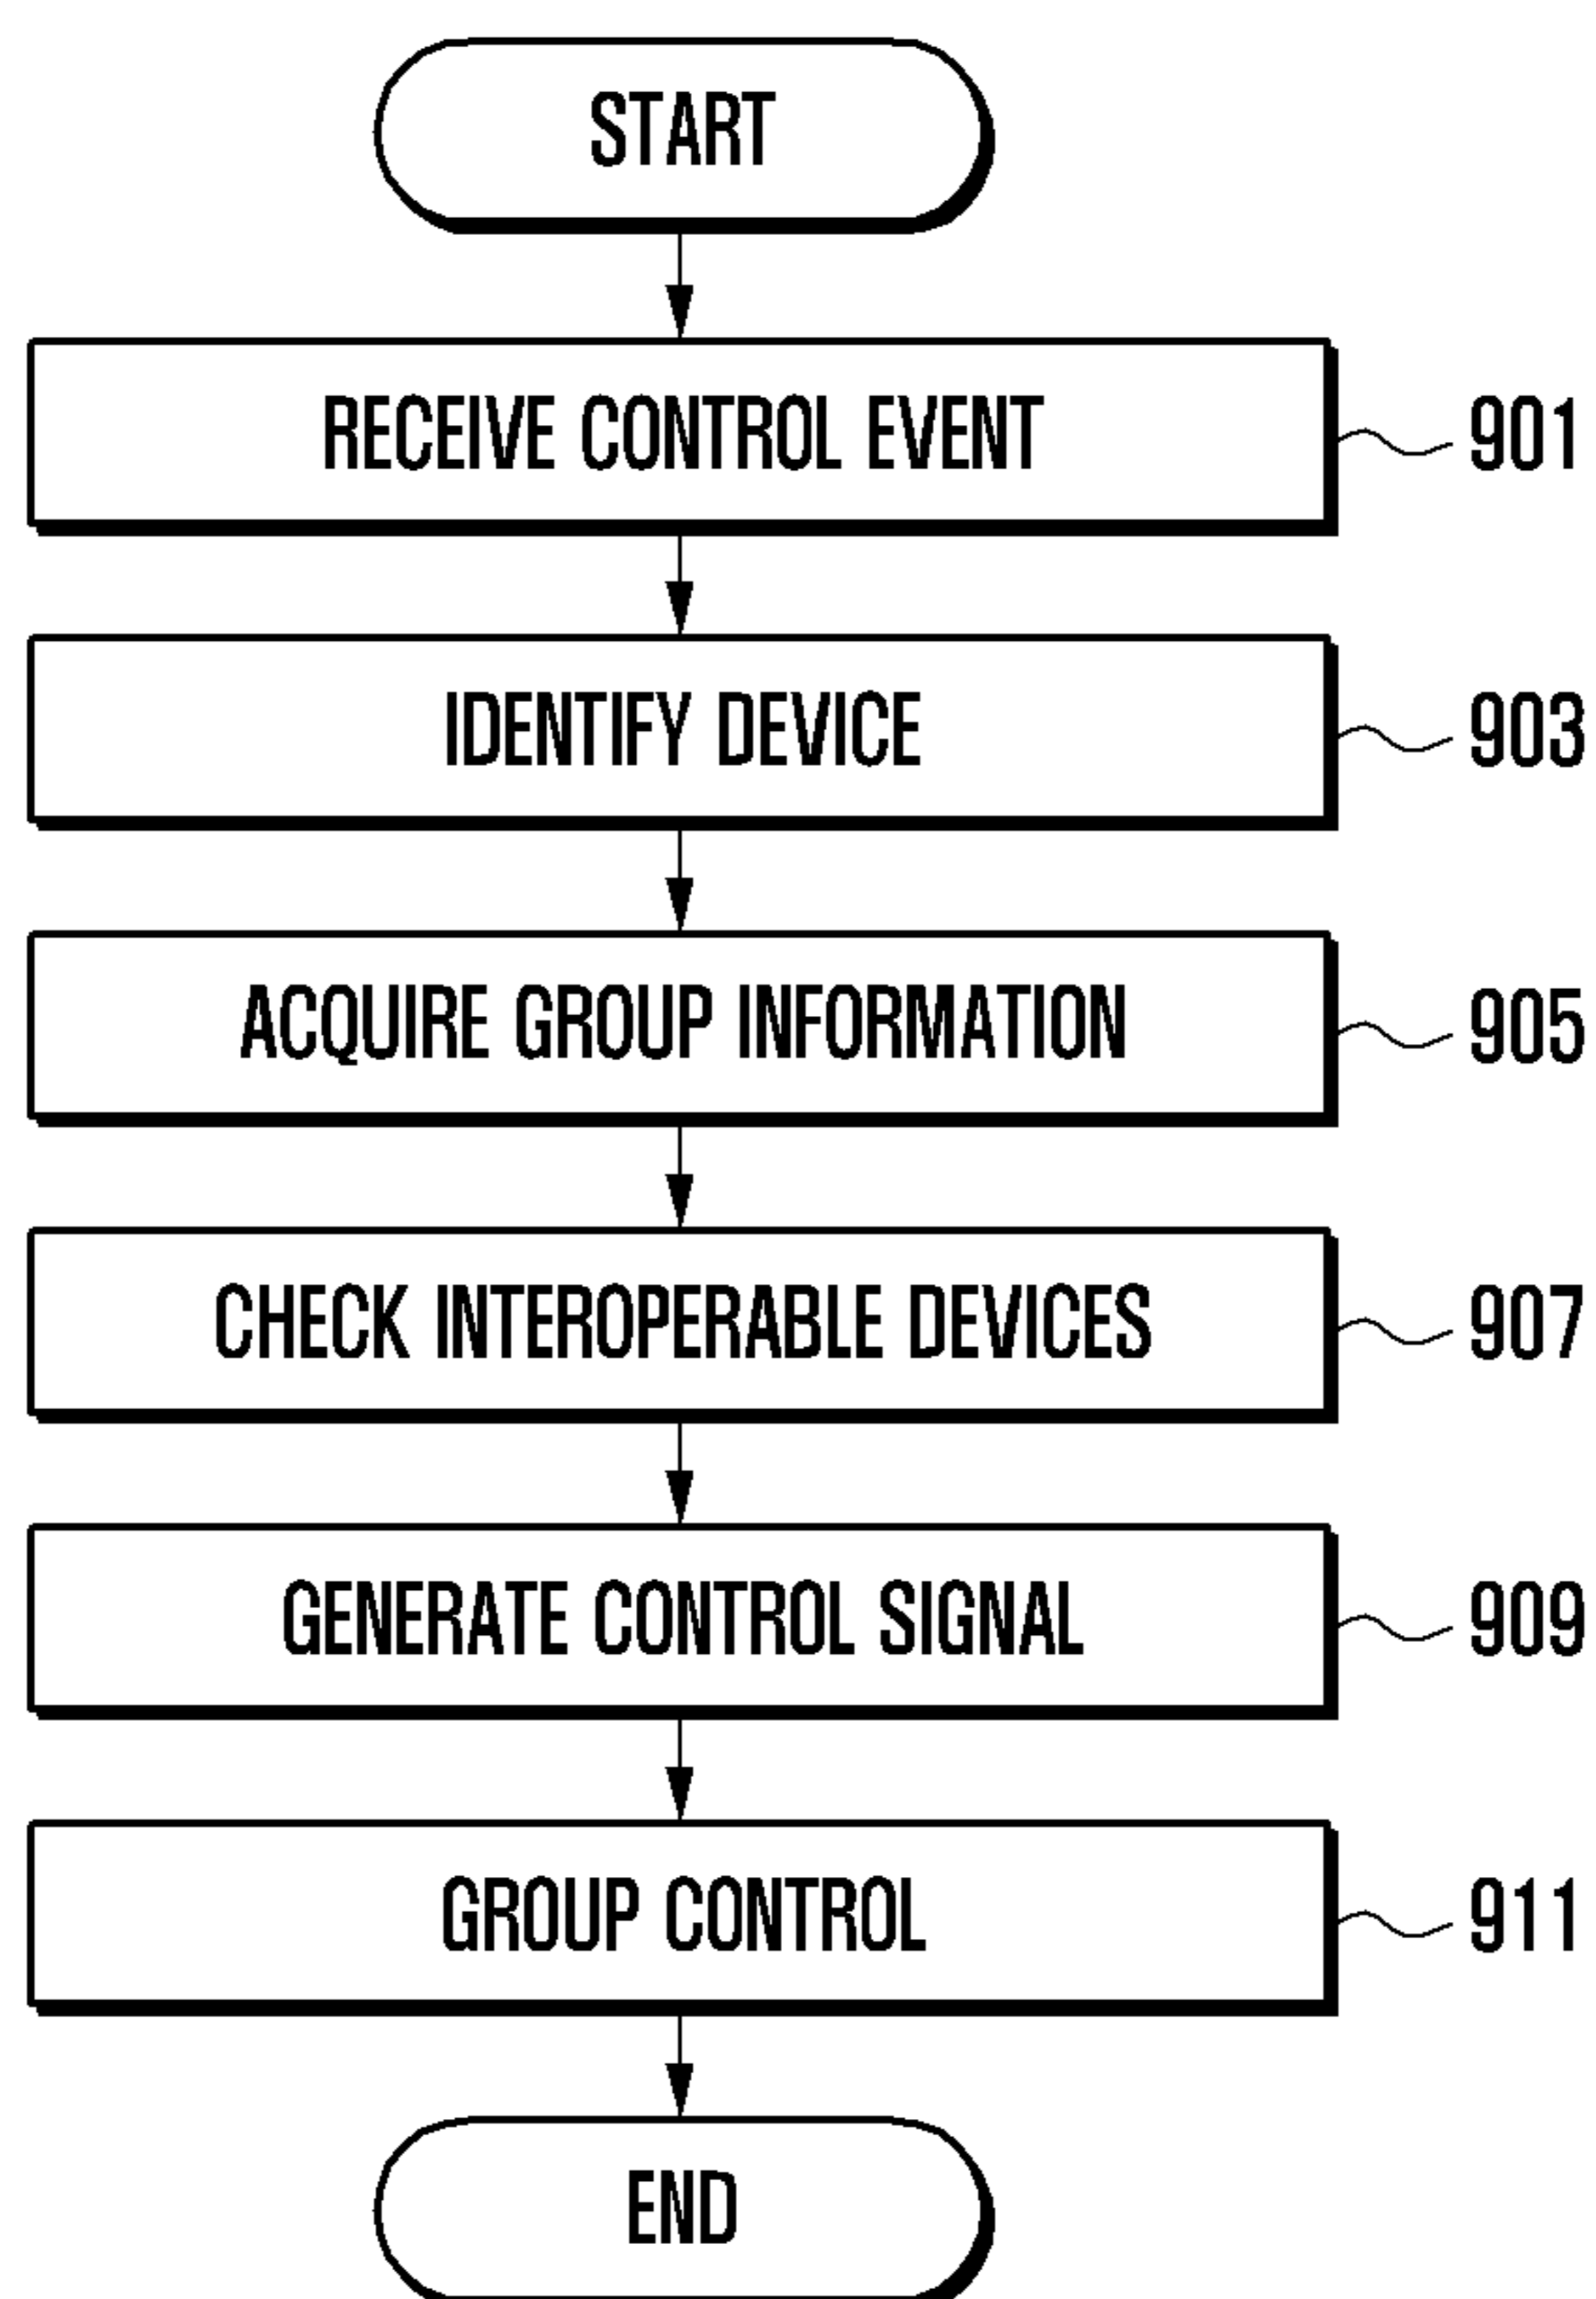 START
RECEIVE CONTROL EVENT 901
IDENTIFY DEVICE 903
ACQUIRE GROUP INFORMATION 905
CHECK INTEROPERABLE DEVICES 907
GENERATE CONTROL SIGNAL 909
GROUP CONTROL 911
END